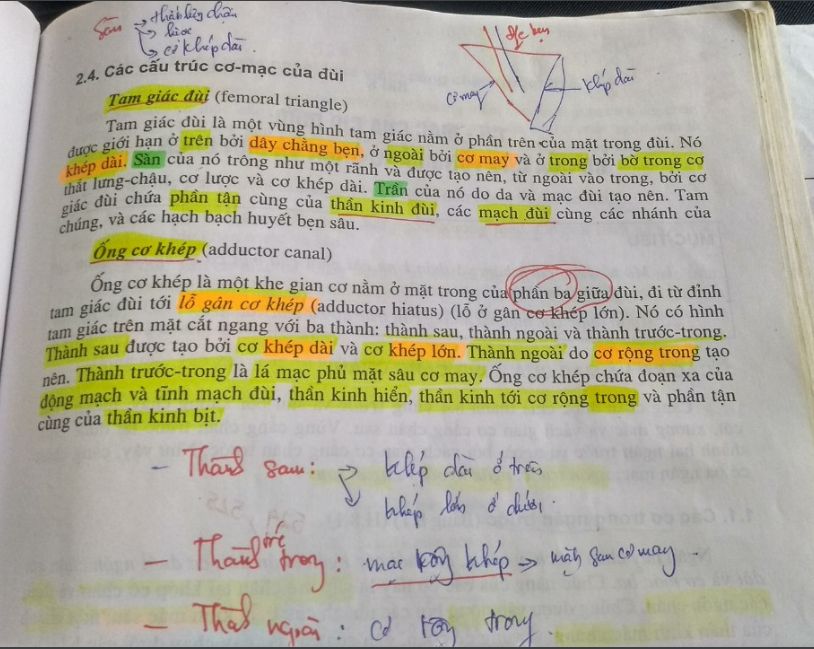 Sàn → thắt lưng chậu
→ lược
→ cơ khép dài.
d/c bẹn
cơ may
khép dài
2.4. Các cấu trúc cơ-mạc của đùi
Tam giác đùi (femoral triangle)
Tam giác đùi là một vùng hình tam giác nằm ở phần trên của mặt trong đùi. Nó
được giới hạn ở trên bởi dây chằng bẹn, ở ngoài bởi cơ may và ở trong bởi bờ trong cơ
khép dài. Sàn của nó trông như một rãnh và được tạo nên, từ ngoài vào trong, bởi cơ
thắt lưng-chậu, cơ lược và cơ khép dài. Trần của nó do da và mạc đùi tạo nên. Tam
giác đùi chứa phần tận cùng của thần kinh đùi, các mạch đùi cùng các nhánh của
chúng, và các hạch bạch huyết bẹn sâu.
Ống cơ khép (adductor canal)
Ống cơ khép là một khe gian cơ nằm ở mặt trong của phần ba giữa đùi, đi từ đỉnh
tam giác đùi tới lỗ gân cơ khép (adductor hiatus) (lỗ ở gân cơ khép lớn). Nó có hình
tam giác trên mặt cắt ngang với ba thành: thành sau, thành ngoài và thành trước-trong.
Thành sau được tạo bởi cơ khép dài và cơ khép lớn. Thành ngoài do cơ rộng trong tạo
nên. Thành trước-trong là lá mạc phủ mặt sâu cơ may. Ống cơ khép chứa đoạn xa của
động mạch và tĩnh mạch đùi, thần kinh hiển, thần kinh tới cơ rộng trong và phần tận
cùng của thần kinh bịt.
- Thành sau: → khép dài ở trên
→ khép lớn ở dưới.
- Thành trc trong: mạc rộng khép → mặt sau cơ may.
- Thành ngoài: cơ rộng trong.